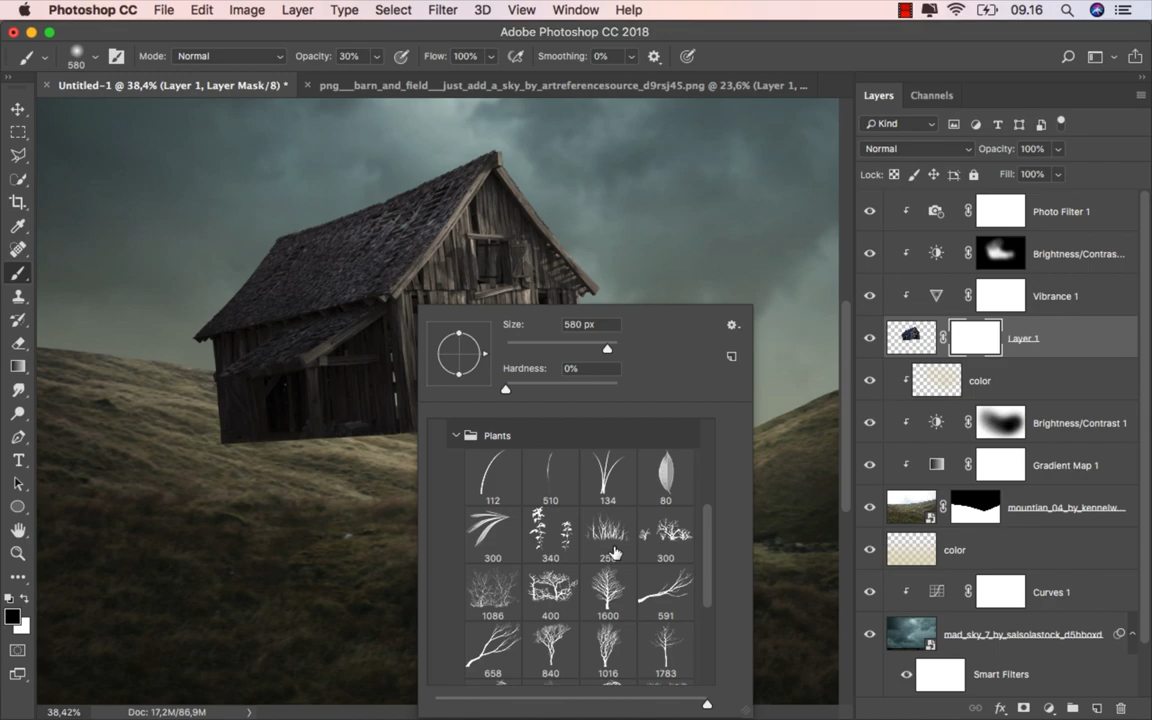 Photoshop CC File Edit Image Layer Type Select Filter 3D View Window Help 09.16
Adobe Photoshop CC 2018
580 Mode: Normal Opacity: 30% Flow: 100% Smoothing: 0%
Untitled-1 @ 38,4% (Layer 1, Layer Mask/8) * png___barn_and_field___just_add_a_sky_by_artreferencesource_d9rsj45.png @ 23,6% (Layer 1, ...
Layers Channels
Kind
Normal Opacity: 100%
Lock: Fill: 100%
Photo Filter 1
Brightness/Contras...
Vibrance 1
Layer 1
color
Brightness/Contrast 1
Gradient Map 1
mountian_04_by_kennelw...
color
Curves 1
mad_sky_7_by_salsolastock_d5hboxd
Smart Filters
Size: 580 px
Hardness: 0%
Plants
112 510 134 80
300 340 300
1086 400 1600 591
658 840 1016 1783
38,42% Doc: 17,2M/86,9M